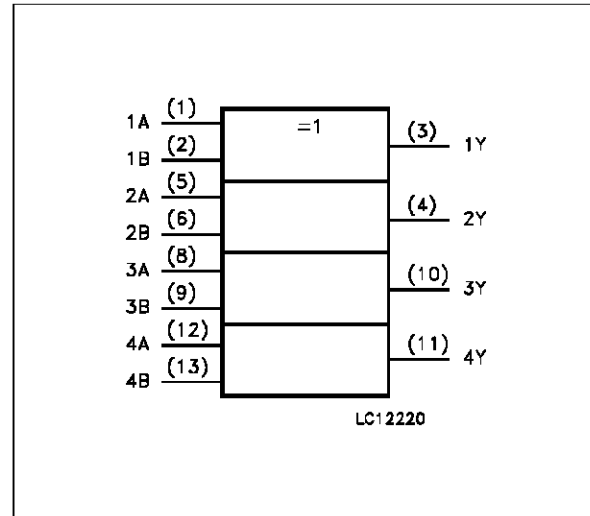 1A (1) =1
(3) 1Y
1B (2)
2A (5)
(4) 2Y
2B (6)
3A (8)
(10) 3Y
3B (9)
4A (12)
(11) 4Y
4B (13)
LC12220